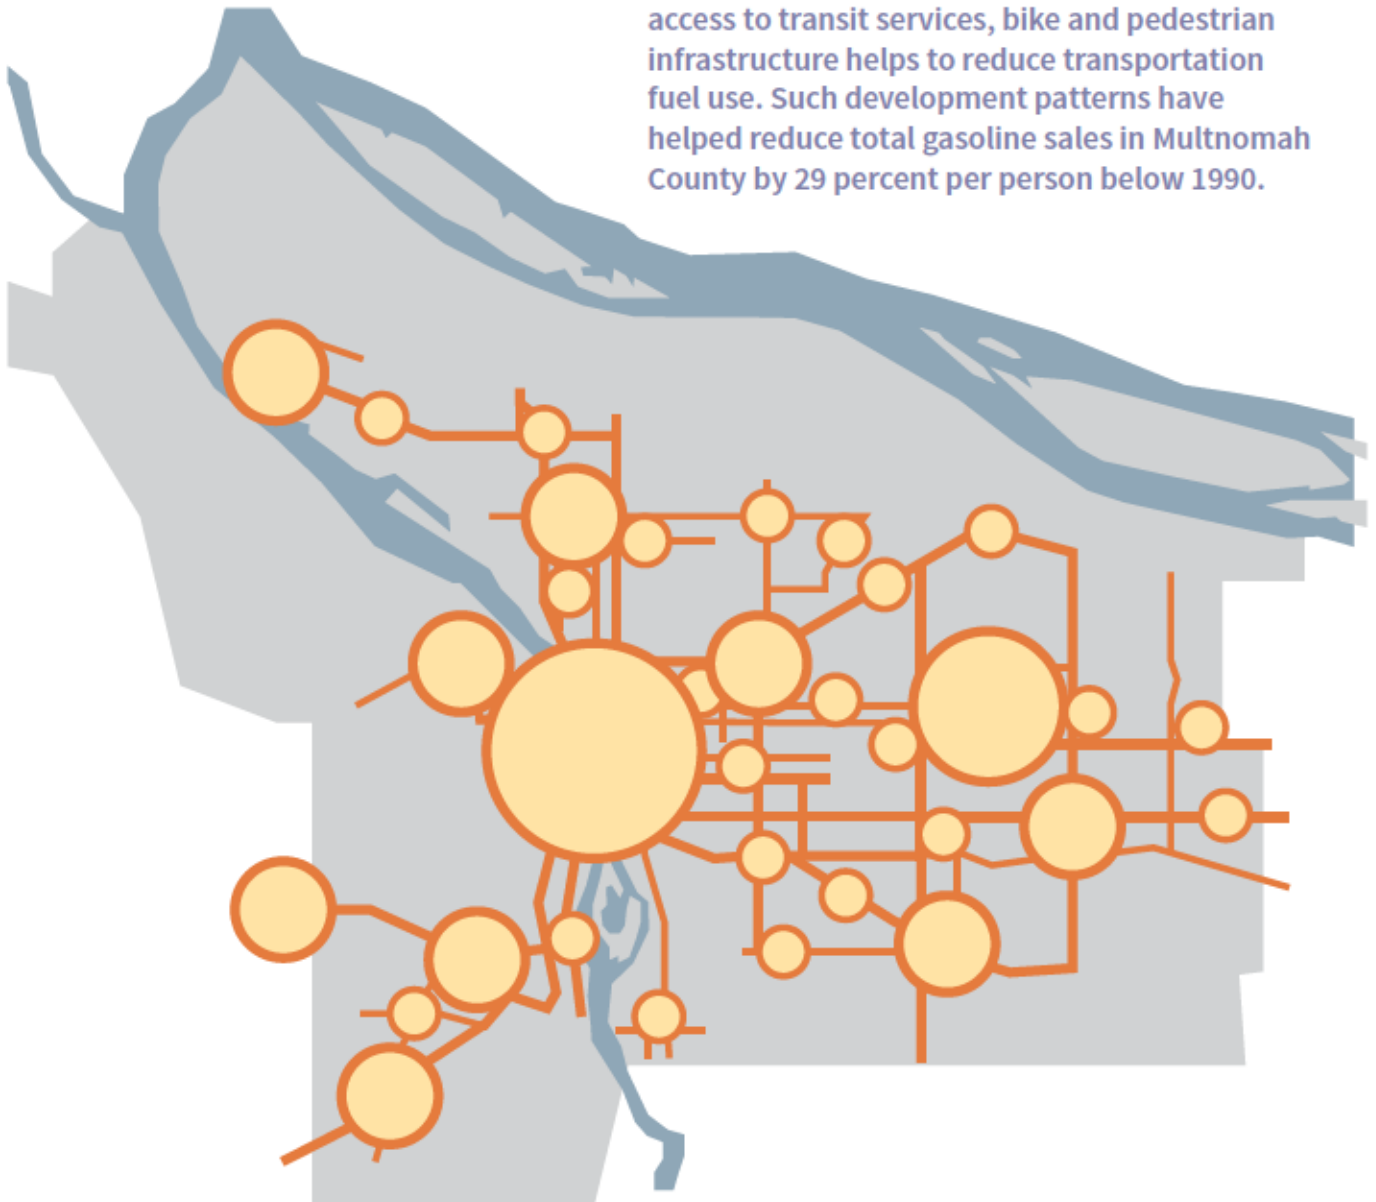 access to transit services, bike and pedestrian
infrastructure helps to reduce transportation
fuel use. Such development patterns have
helped reduce total gasoline sales in Multnomah
County by 29 percent per person below 1990.